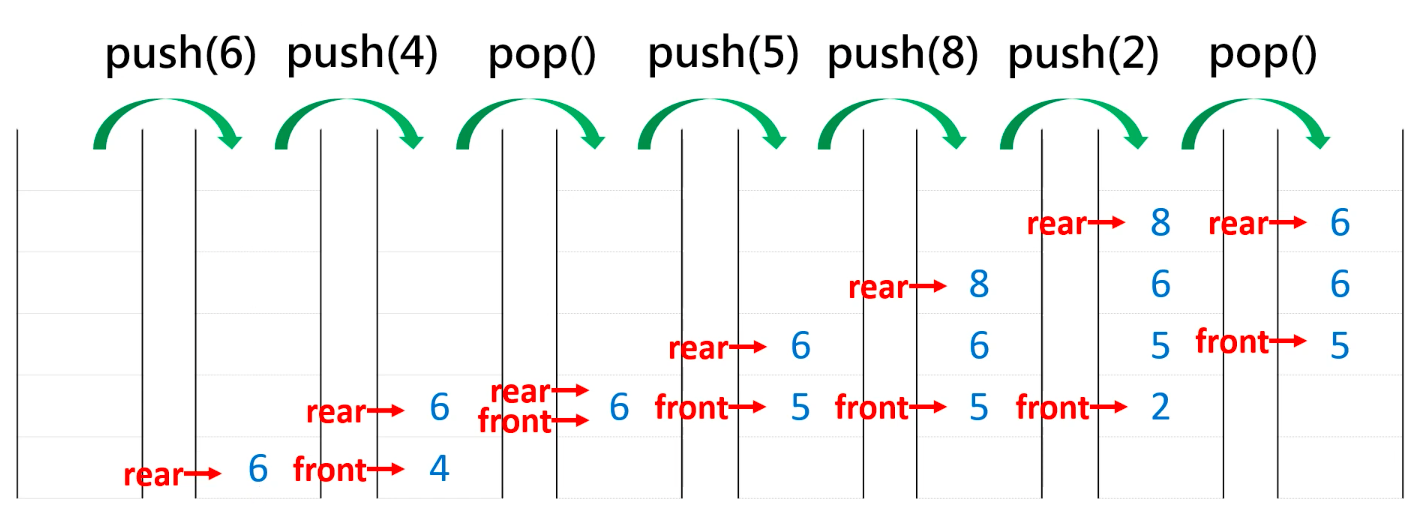 push(6) push(4) pop() push(5) push(8) push(2) pop()
rear 8 rear 6
rear 8 6 6
rear 6 6 5 front 5
rear 6 rear front 6 front 5 front 5 front 2
rear 6 front 4